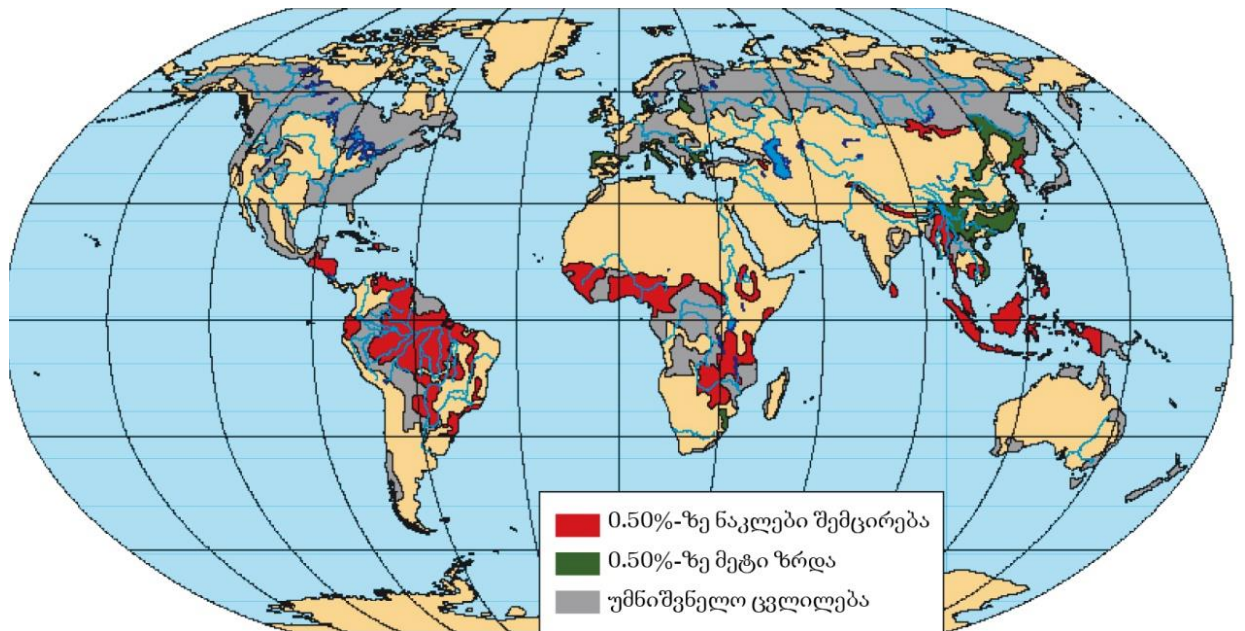 0.50%-ზე ნაკლები შემცირება
0.50%-ზე მეტი ზრდა
უმნიშვნელო ცვლილება